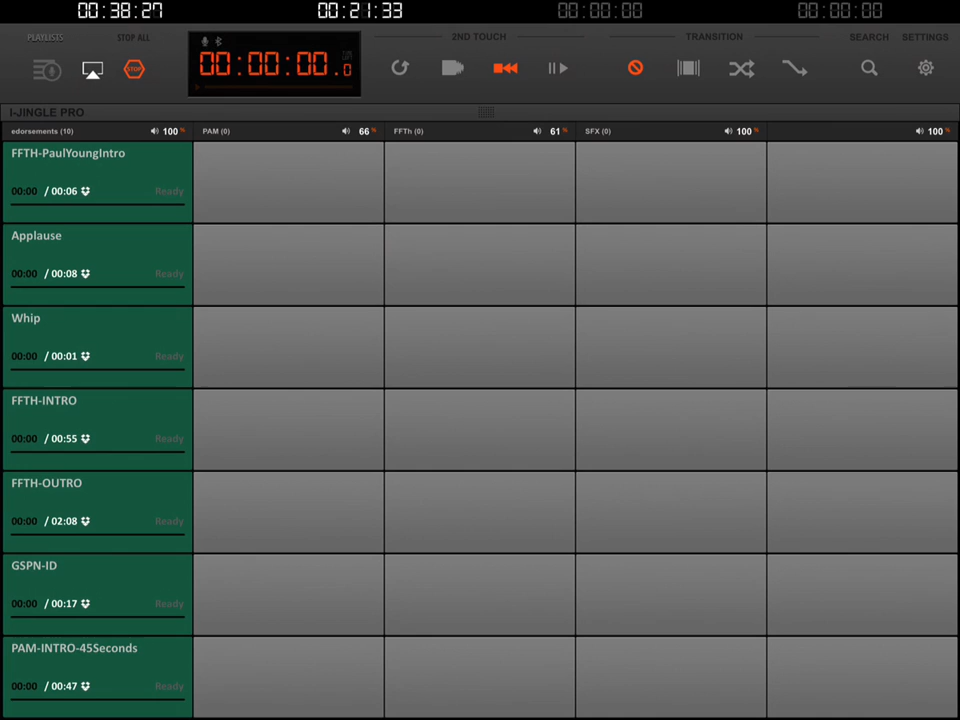 00:38:27 00:21:33 00:00:00 00:00:00
PLAYLISTS STOP ALL 2ND TOUCH TRANSITION SEARCH SETTINGS
STOP 00:00:00.0
I-JINGLE PRO
edorsements (10) 100 % PAM (0) 66 % FFTh (0) 61 % SFX (0) 100 % 100 %
FFTH-PaulYoungIntro
00:00 / 00:06 Ready
Applause
00:00 / 00:08 Ready
Whip
00:00 / 00:01 Ready
FFTH-INTRO
00:00 / 00:55 Ready
FFTH-OUTRO
00:00 / 02:08 Ready
GSPN-ID
00:00 / 00:17 Ready
PAM-INTRO-45Seconds
00:00 / 00:47 Ready